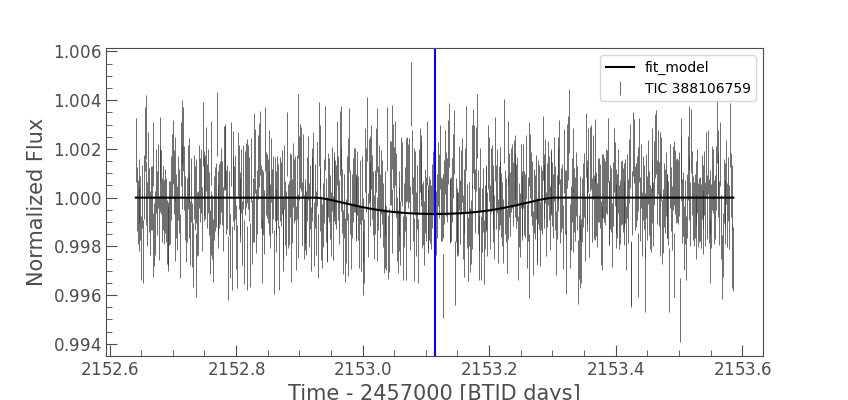 1.006
1.004
1.002
1.000
0.998
0.996
0.994
Normalized Flux
fit_model
TIC 388106759
2152.6 2152.8 2153.0 2153.2 2153.4 2153.6
Time - 2457000 [BTJD days]